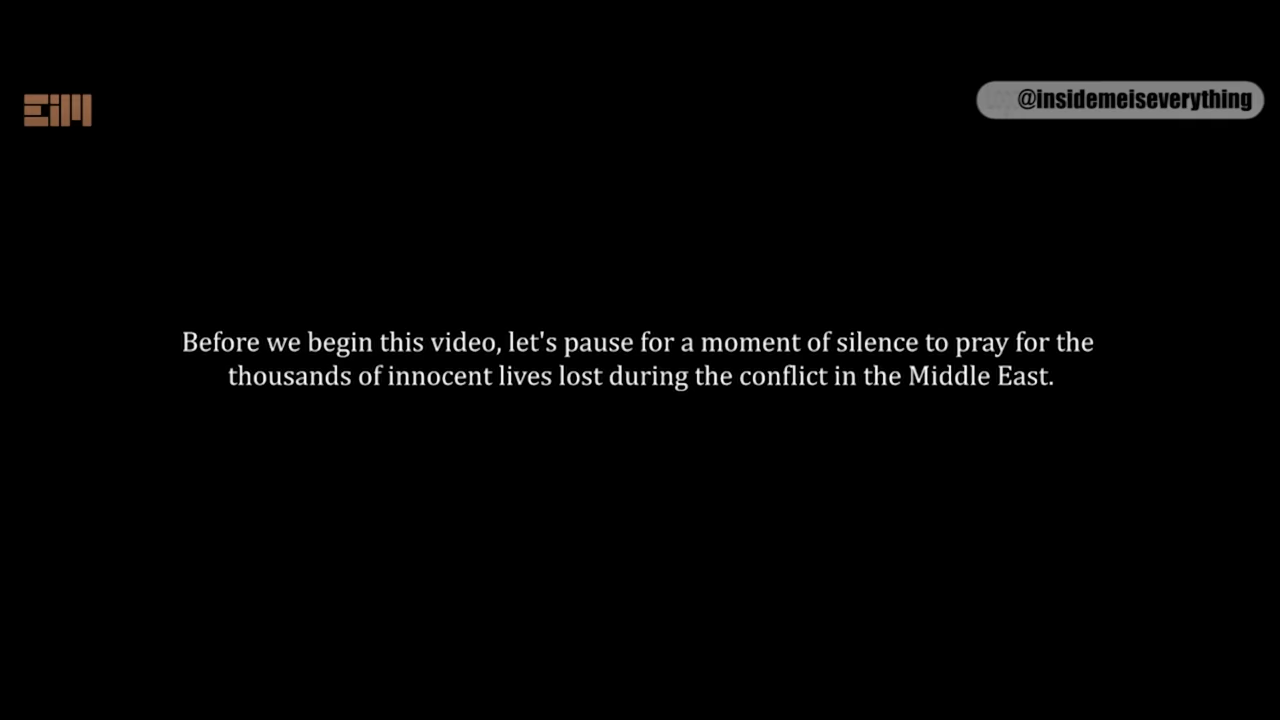 EiM
@insidemeiseverything
Before we begin this video, let's pause for a moment of silence to pray for the
thousands of innocent lives lost during the conflict in the Middle East.